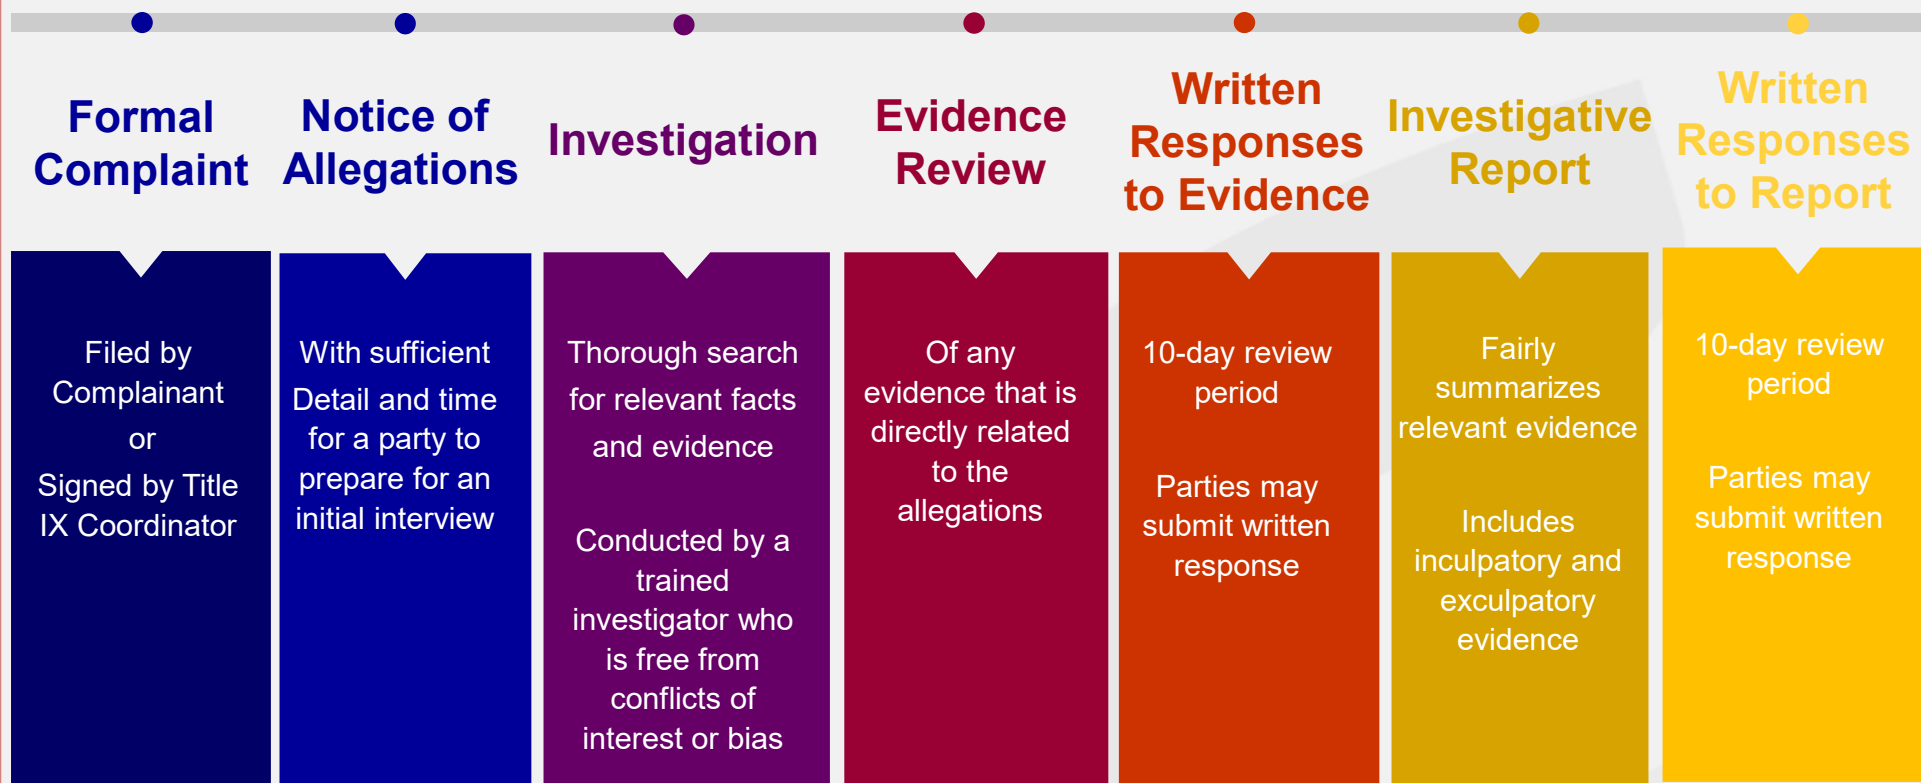 Formal
Complaint
Filed by
Complainant
or
Signed by Title
IX Coordinator
Notice of
Allegations
With sufficient
Detail and time
for a party to
prepare for an
initial interview
Investigation
Thorough search
for relevant facts
and evidence
Conducted by a
trained
investigator who
is free from
conflicts of
interest or bias
Evidence
Review
Of any
evidence that is
directly related
to the
allegations
Written
Responses
to Evidence
10-day review
period
Parties may
submit written
response
Investigative
Report
Fairly
summarizes
relevant evidence
Includes
inculpatory and
exculpatory
evidence
Written
Responses
to Report
10-day review
period
Parties may
submit written
response